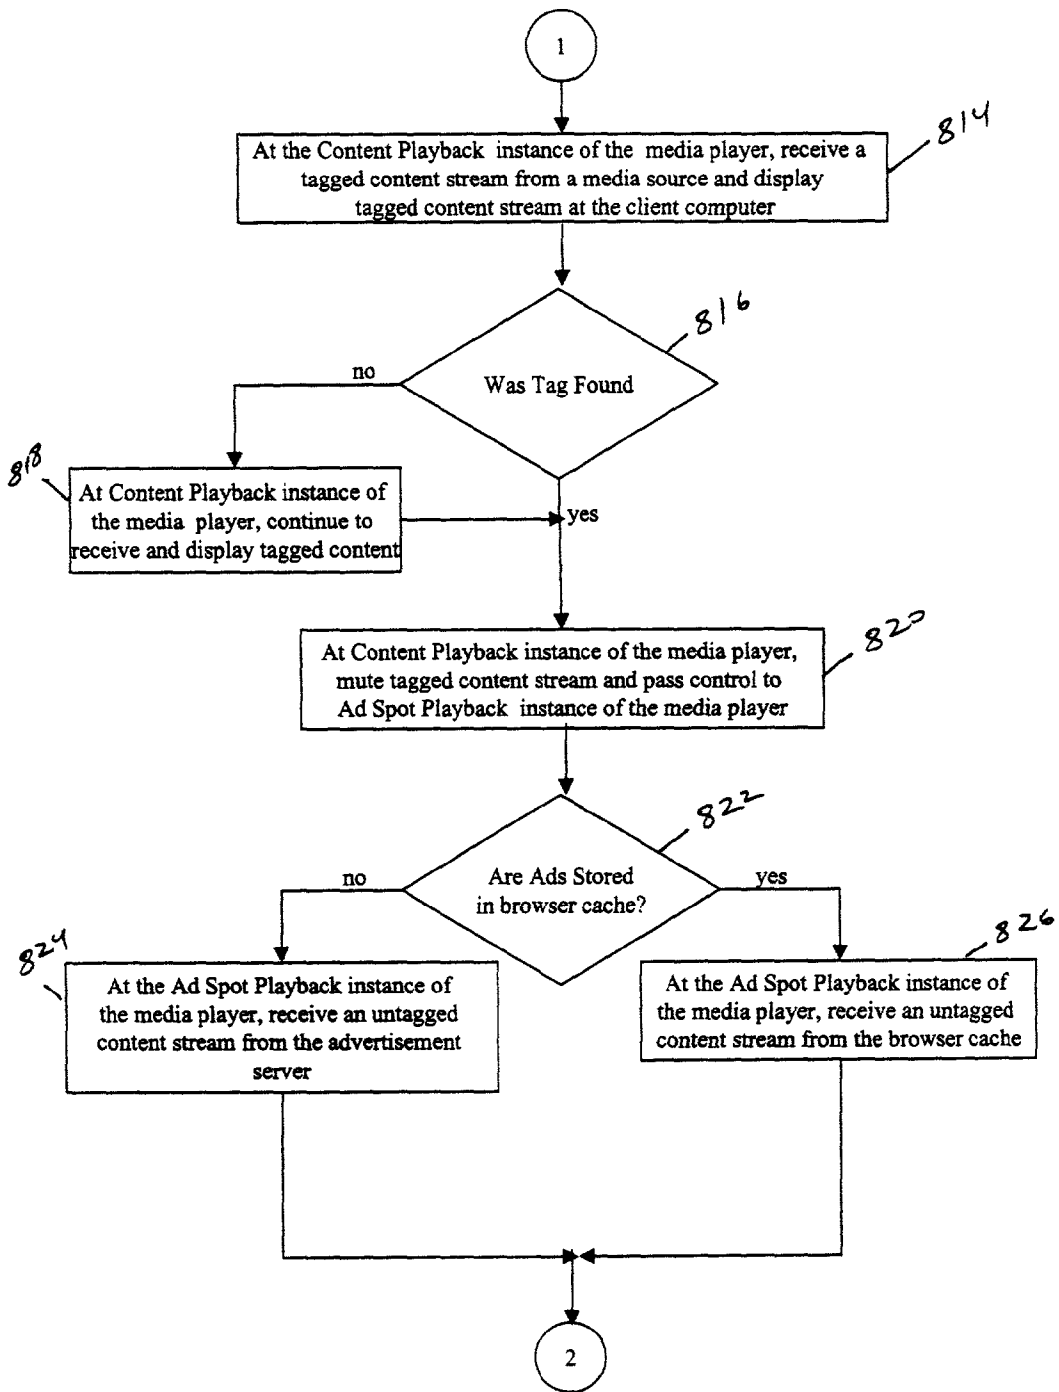 1
814
At the Content Playback instance of the media player, receive a
tagged content stream from a media source and display
tagged content stream at the client computer
816
Was Tag Found
no
818
At Content Playback instance of
the media player, continue to
receive and display tagged content
yes
820
At Content Playback instance of the media player,
mute tagged content stream and pass control to
Ad Spot Playback instance of the media player
822
Are Ads Stored
in browser cache?
no
yes
824
At the Ad Spot Playback instance of
the media player, receive an untagged
content stream from the advertisement
server
826
At the Ad Spot Playback instance of
the media player, receive an untagged
content stream from the browser cache
2